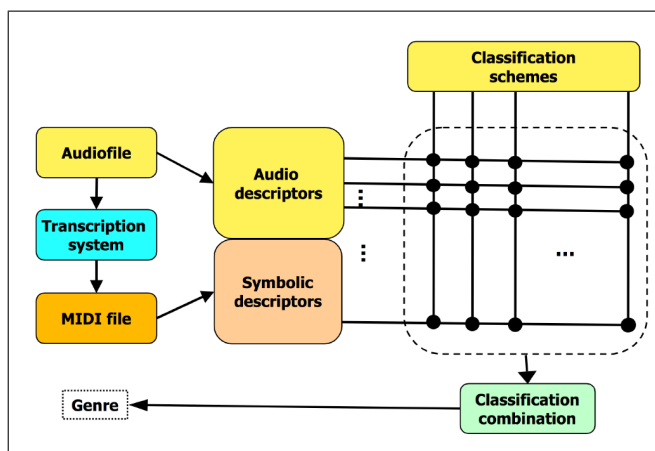 Classification
schemes
Audiofile
Audio
descriptors
Transcription
system
Symbolic
descriptors
MIDI file
Genre
Classification
combination